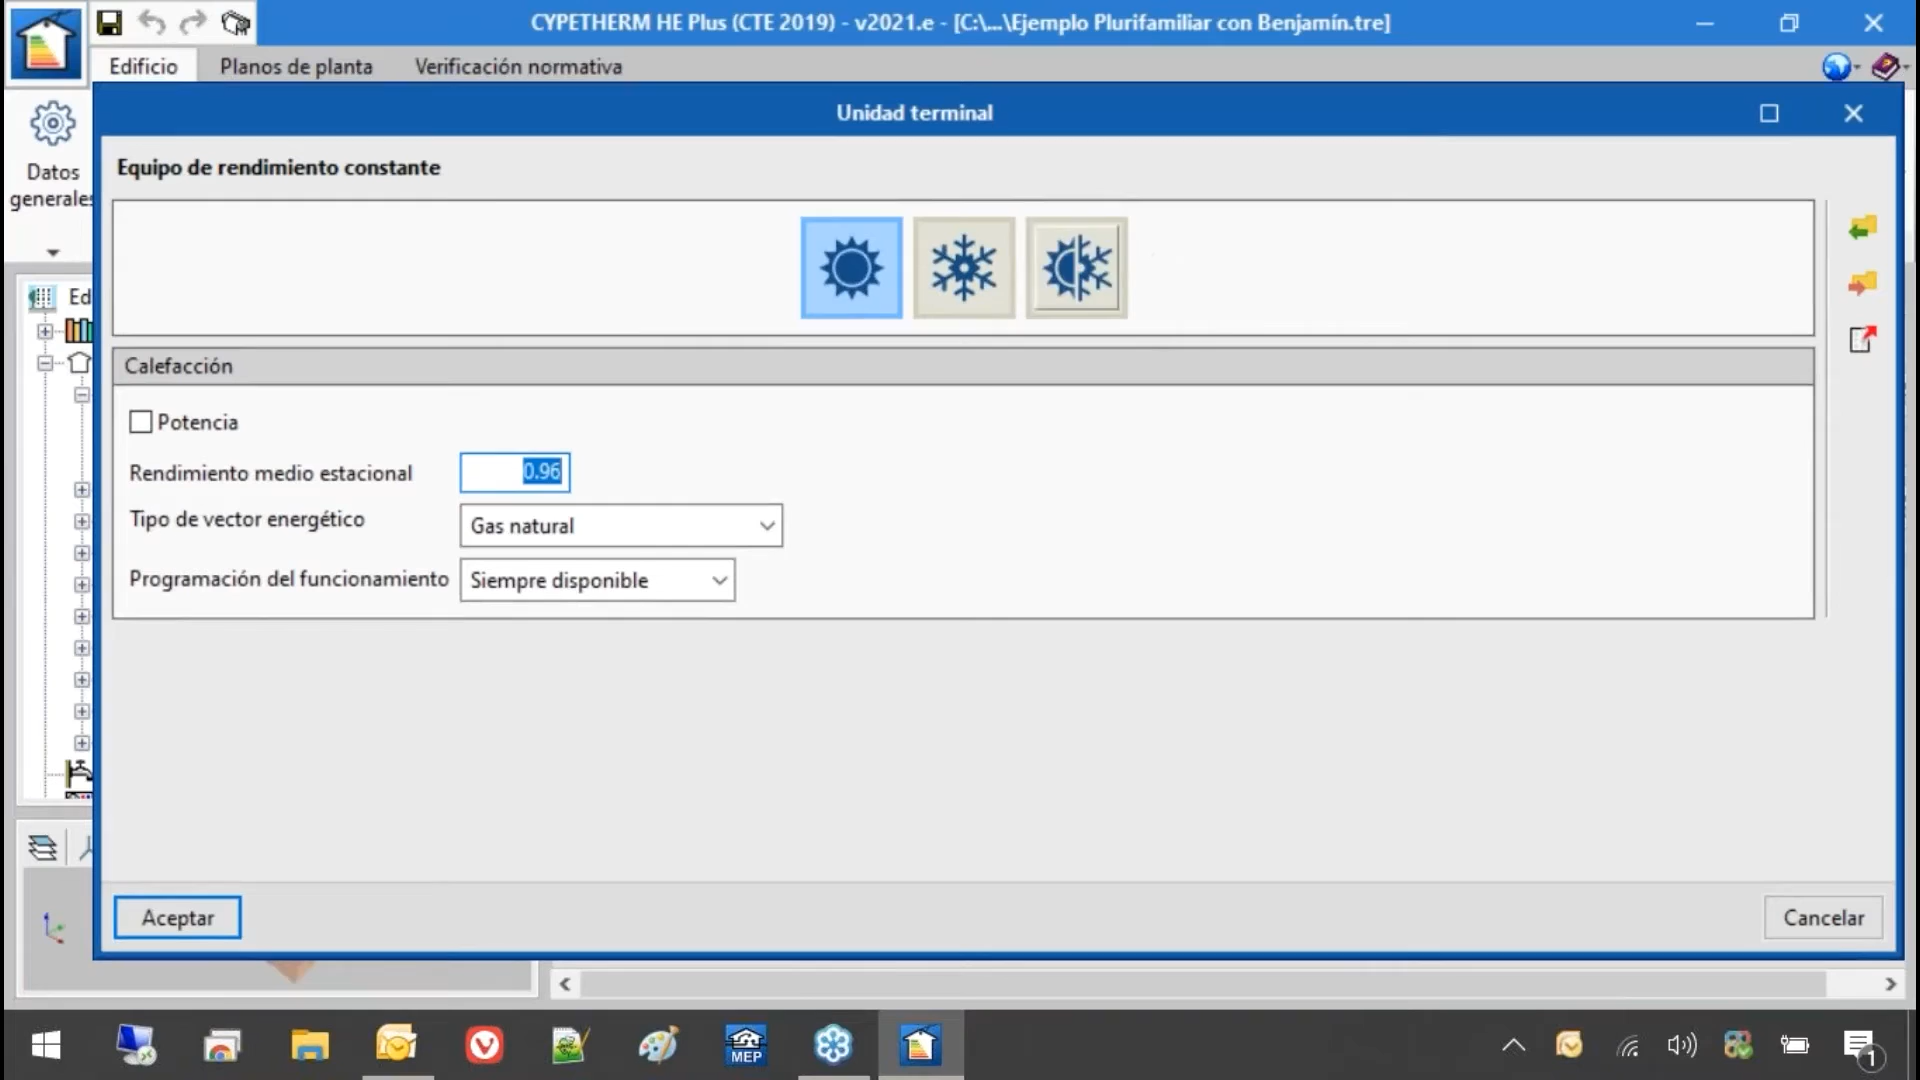 CYPETHERM HE Plus (CTE 2019) - v2021.e - [C:\...\Ejemplo Plurifamiliar con Benjamín.tre]
Edificio
Planos de planta
Verificación normativa
Datos
generales
Unidad terminal
Equipo de rendimiento constante
Ed
Calefacción
Potencia
Rendimiento medio estacional
0.96
Tipo de vector energético
Gas natural
Programación del funcionamiento
Siempre disponible
Aceptar
Cancelar
MEP
1